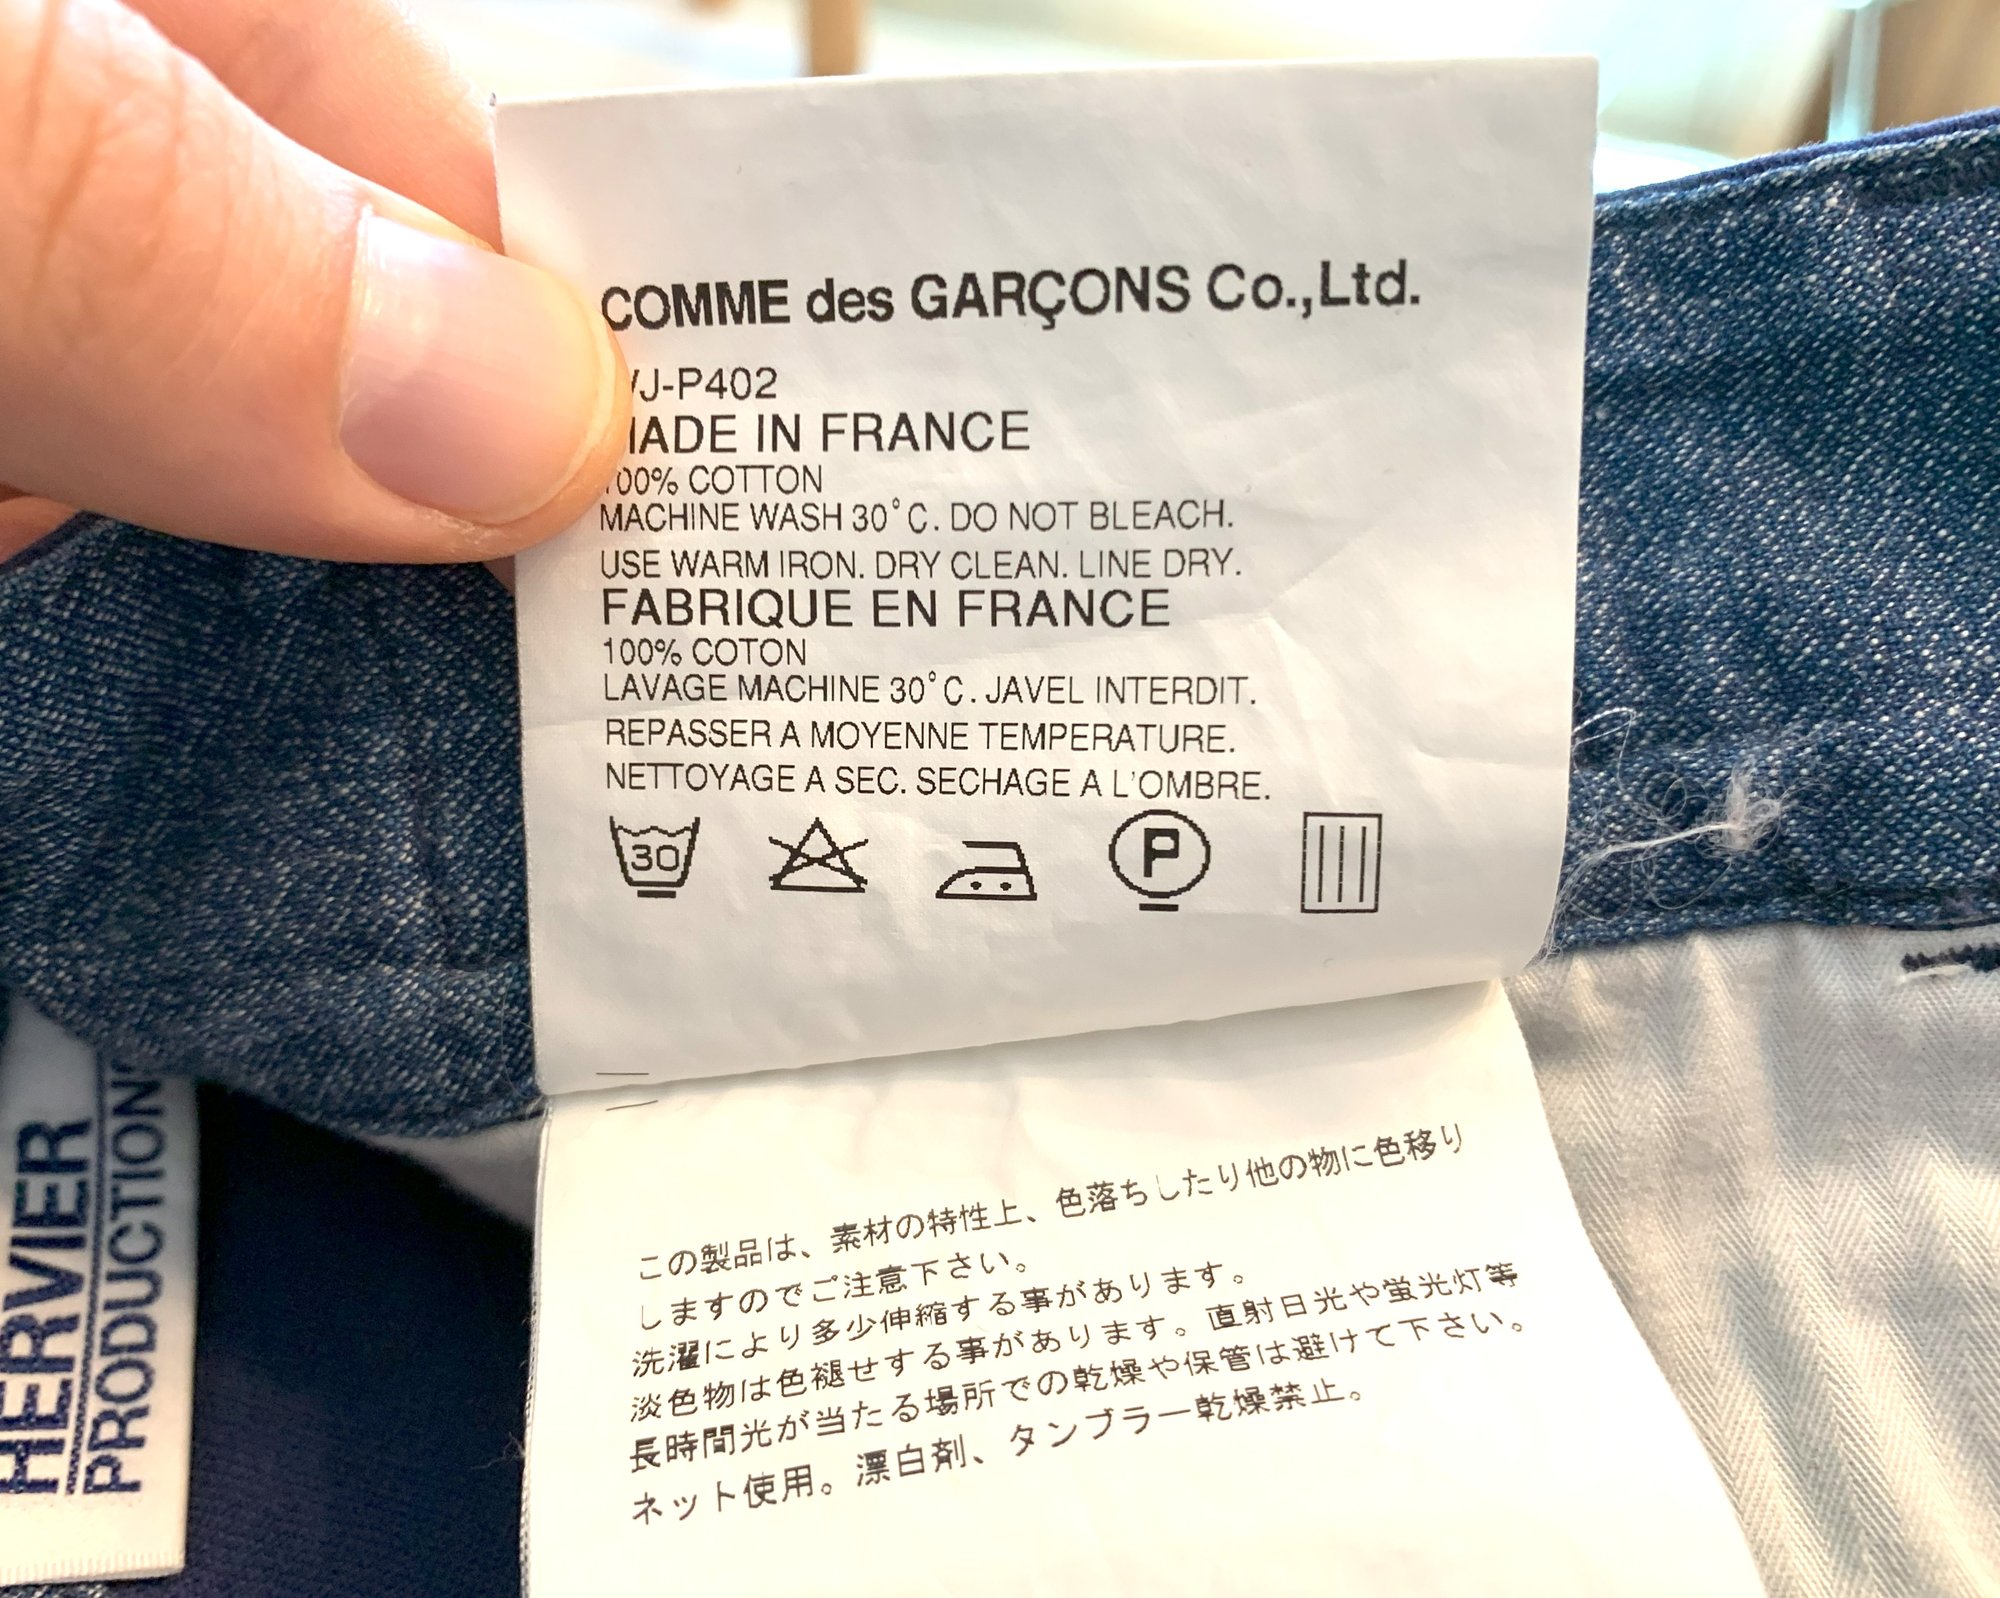 COMME des GARÇONS Co.,Ltd.
J-P402
MADE IN FRANCE
100% COTTON
MACHINE WASH 30°C. DO NOT BLEACH.
USE WARM IRON. DRY CLEAN. LINE DRY.
FABRIQUE EN FRANCE
100% COTON
LAVAGE MACHINE 30°C. JAVEL INTERDIT.
REPASSER A MOYENNE TEMPERATURE.
NETTOYAGE A SEC. SECHAGE A L'OMBRE.
30 P
この製品は、素材の特性上、色落ちしたり他の物に色移り
しますのでご注意下さい。
洗濯により多少伸縮する事があります。
淡色物は色褪せする事があります。直射日光や蛍光灯等
長時間光が当たる場所での乾燥や保管は避けて下さい。
ネット使用。漂白剤、タンブラー乾燥禁止。
HERVIER
PRODUCTION